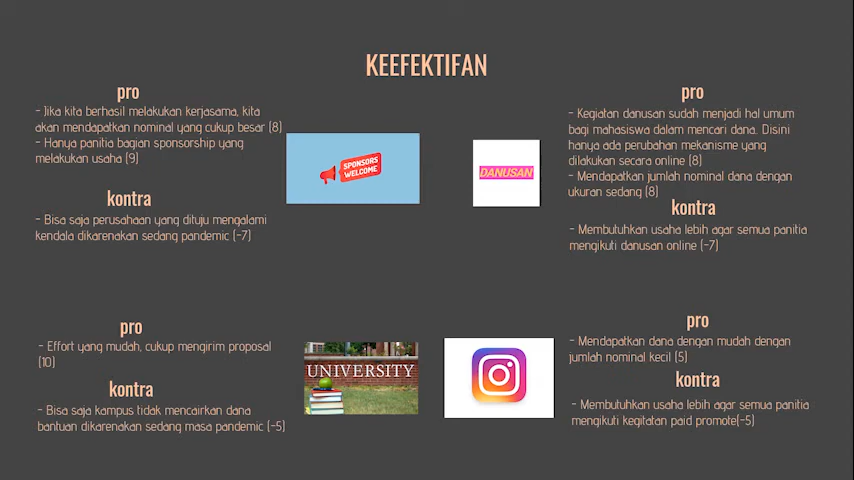 KEEFEKTIFAN
pro
- Jika kita berhasil melakukan kerjasama, kita
akan mendapatkan nominal yang cukup besar (8)
- Hanya panitia bagian sponsorship yang
melakukan usaha (9)
kontra
- Bisa saja perusahaan yang dituju mengalami
kendala dikarenakan sedang pandemic (-7)
SPONSORS
WELCOME
DANUSAN
pro
- Kegiatan danusan sudah menjadi hal umum
bagi mahasiswa dalam mencari dana. Disini
hanya ada perubahan mekanisme yang
dilakukan secara online (8)
- Mendapatkan jumlah nominal dana dengan
ukuran sedang (8)
kontra
- Membutuhkan usaha lebih agar semua panitia
mengikuti danusan online (-7)
pro
- Effort yang mudah, cukup mengirim proposal
(10)
kontra
- Bisa saja kampus tidak mencairkan dana
bantuan dikarenakan sedang masa pandemic (-5)
UNIVERSITY
pro
- Mendapatkan dana dengan mudah dengan
jumlah nominal kecil (5)
kontra
- Membutuhkan usaha lebih agar semua panitia
mengikuti kegitatan paid promote(-5)